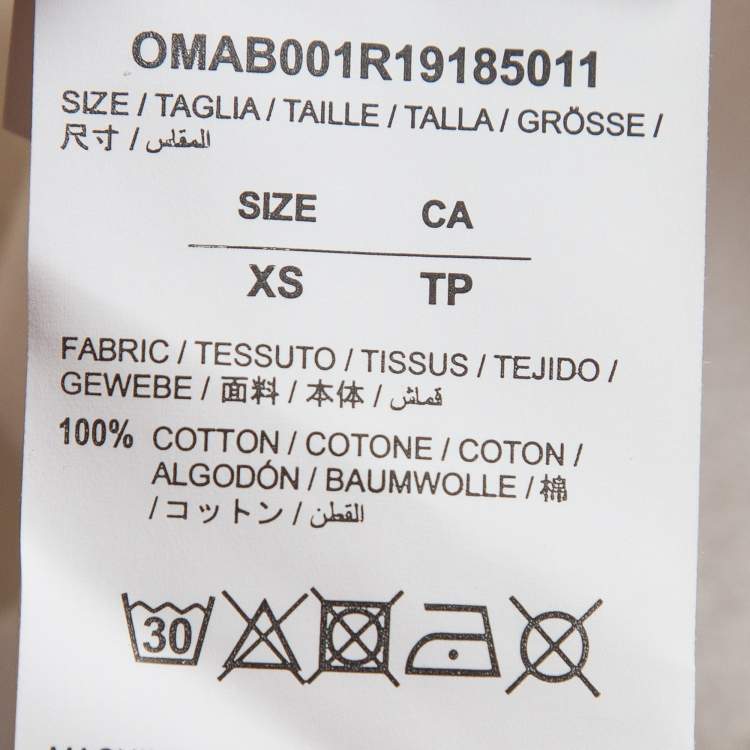 OMAB001R19185011
SIZE / TAGLIA / TAILLE / TALLA / GRÖSSE /
尺寸 / المقاس
SIZE CA
XS TP
FABRIC / TESSUTO / TISSUS / TEJIDO /
GEWEBE / 面料 / 本体 / قماش
100% COTTON / COTONE / COTON /
ALGODÓN / BAUMWOLLE / 棉
/ コットン / القطن
30